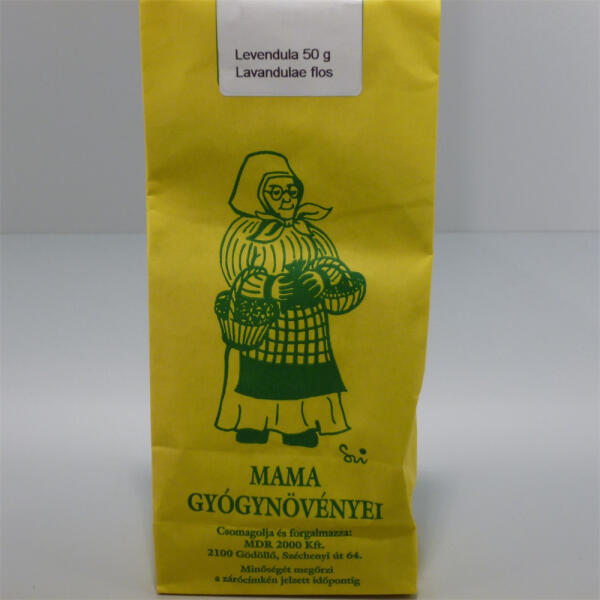 Levendula 50 g
Lavandulae flos
MAMA
GYÓGYNÖVÉNYEI
Csomagolja és forgalmazza:
MDR 2000 Kft.
2100 Gödöllő, Széchenyi út 64.
Minőségét megőrzi
a zárócímkén jelzett időpontig